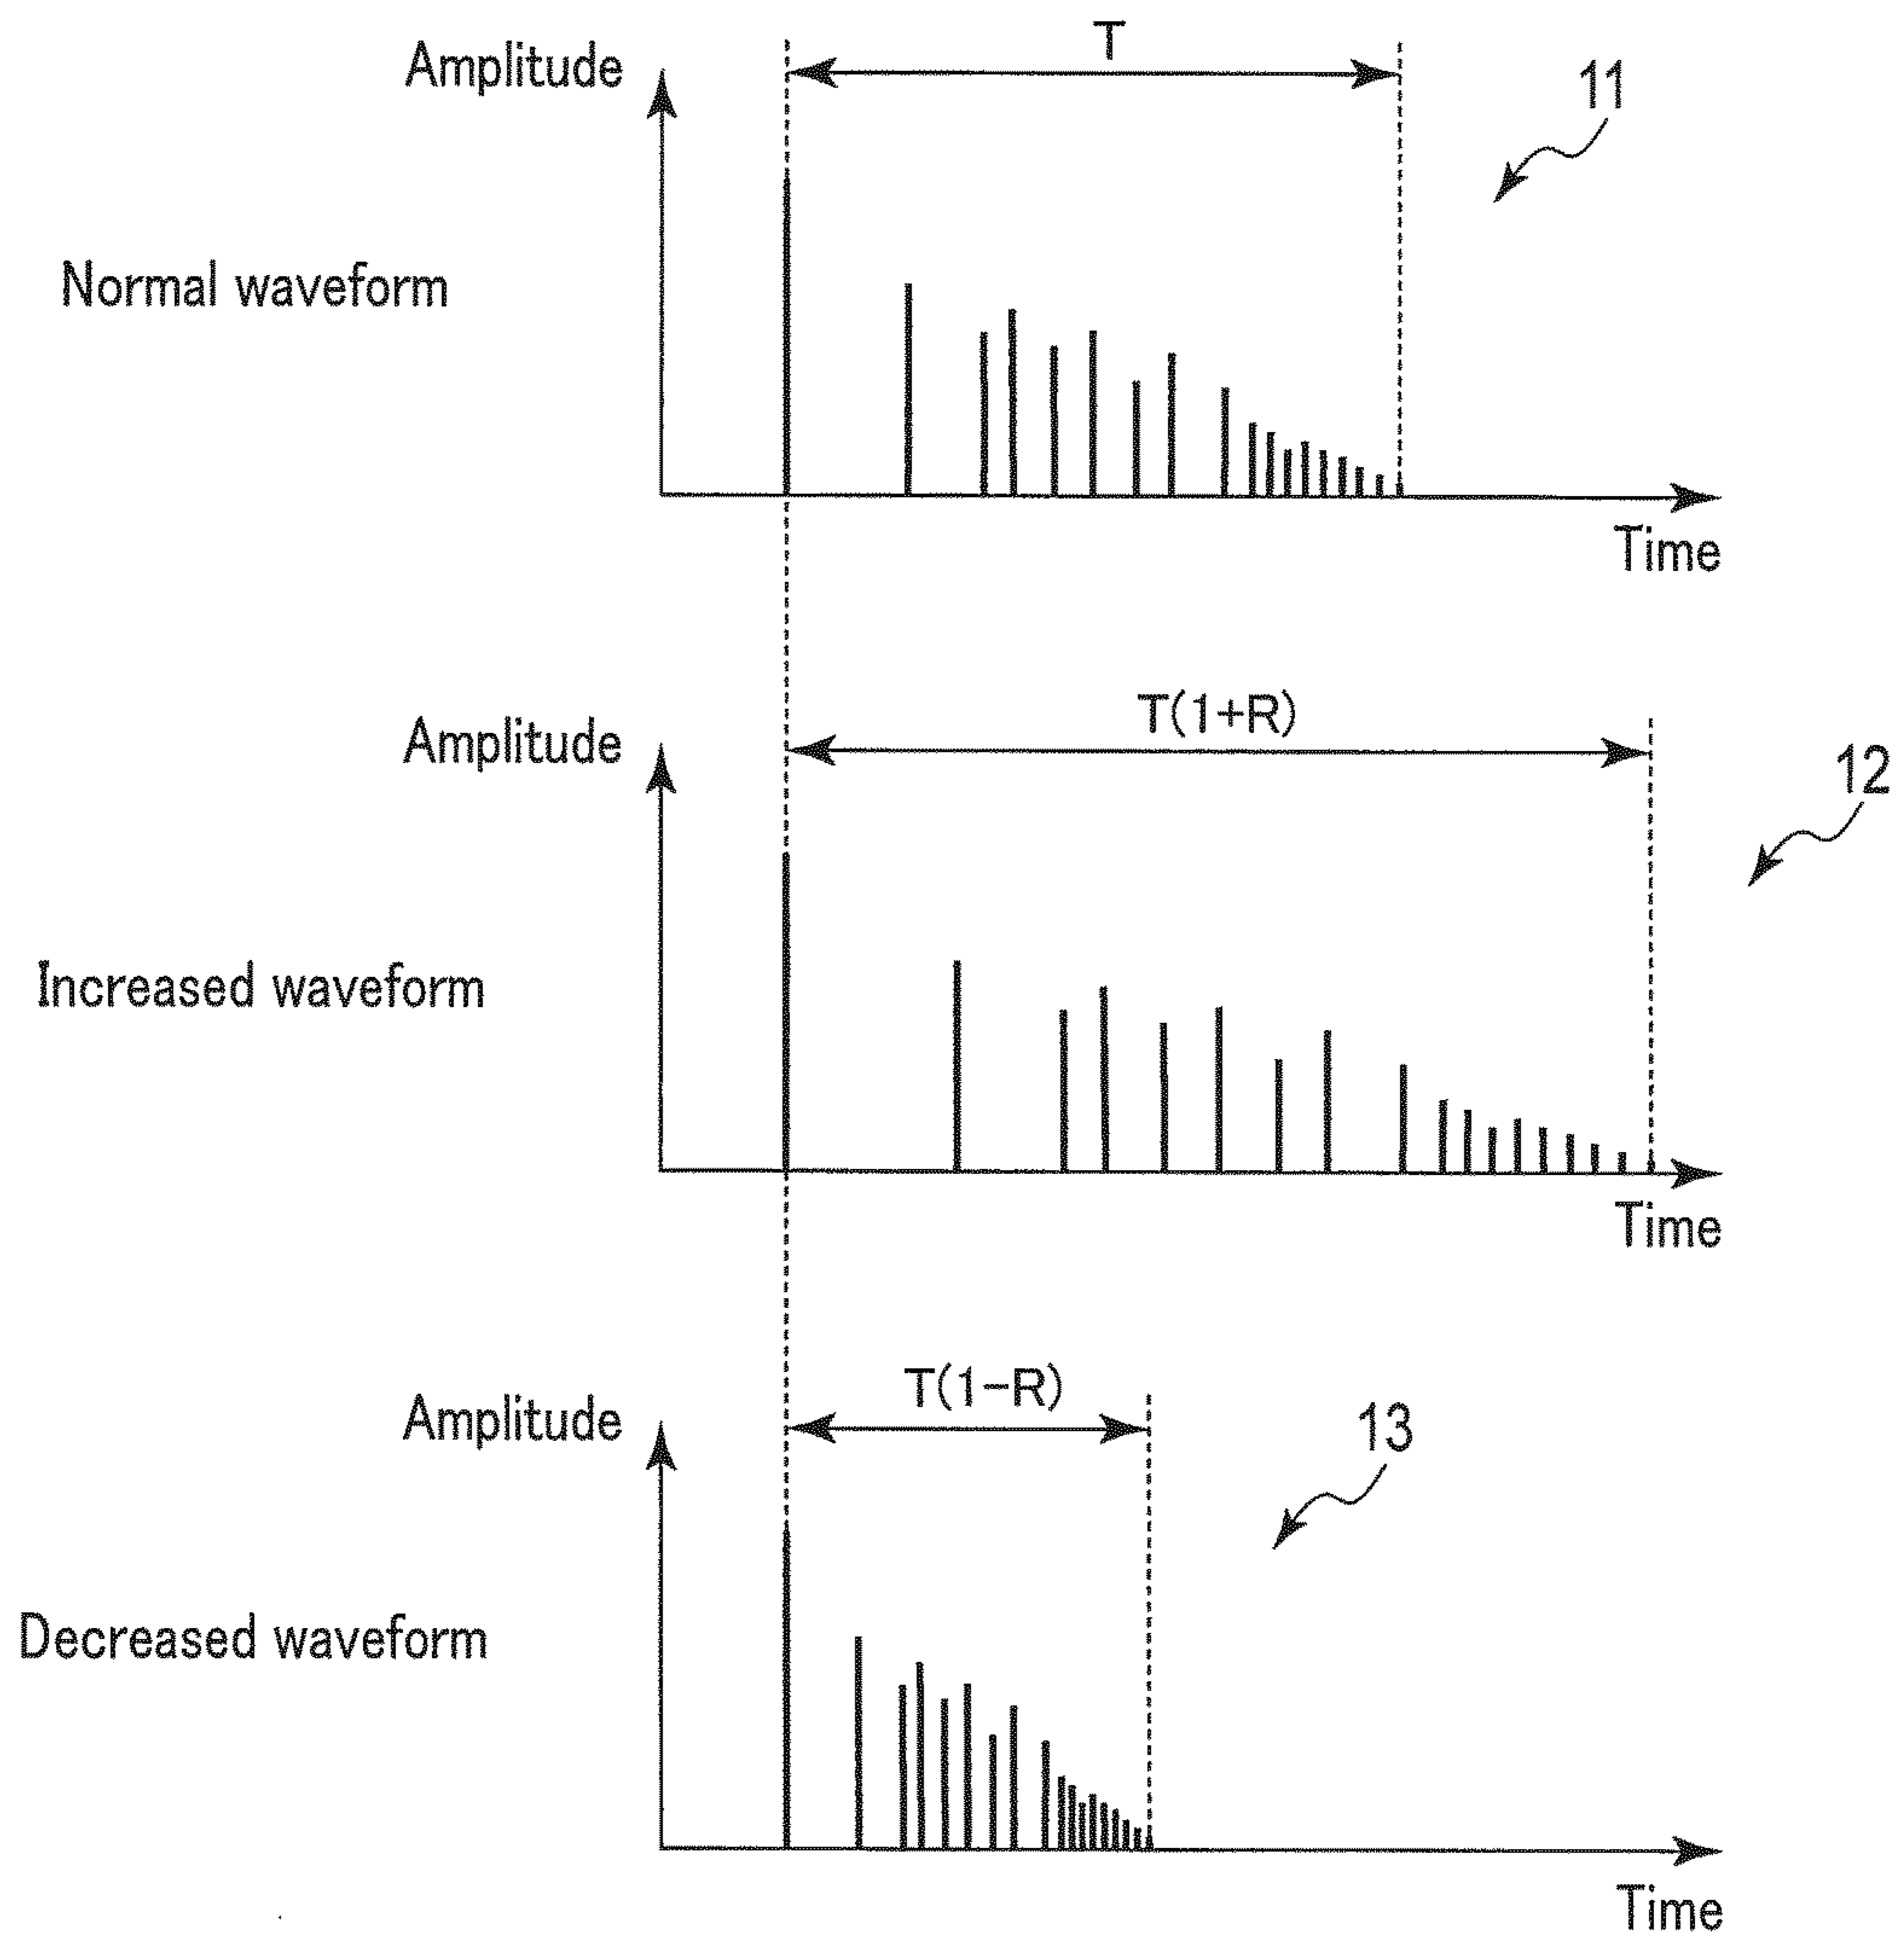 T
Amplitude
11
Normal waveform
Time
T(1+R)
Amplitude
12
Increased waveform
Time
T(1-R)
Amplitude
13
Decreased waveform
Time